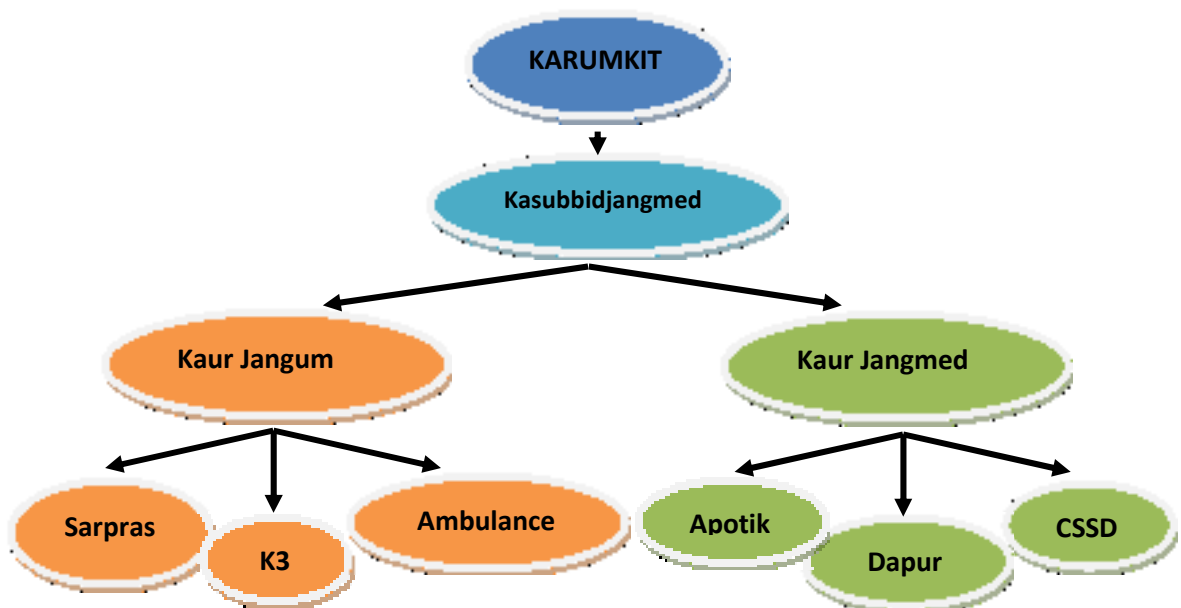 KARUMKIT
Kasubbidjangmed
Kaur Jangum
Kaur Jangmed
Sarpras
K3
Ambulance
Apotik
Dapur
CSSD